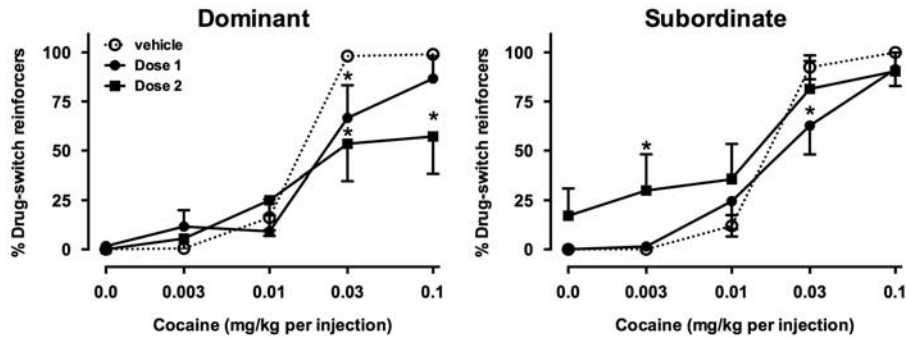 Dominant
% Drug-switch reinforcers
100
75
50
25
0
vehicle
Dose 1
Dose 2
*
*
*
0.0 0.003 0.01 0.03 0.1
Cocaine (mg/kg per injection)
Subordinate
% Drug-switch reinforcers
100
75
50
25
0
*
*
0.0 0.003 0.01 0.03 0.1
Cocaine (mg/kg per injection)